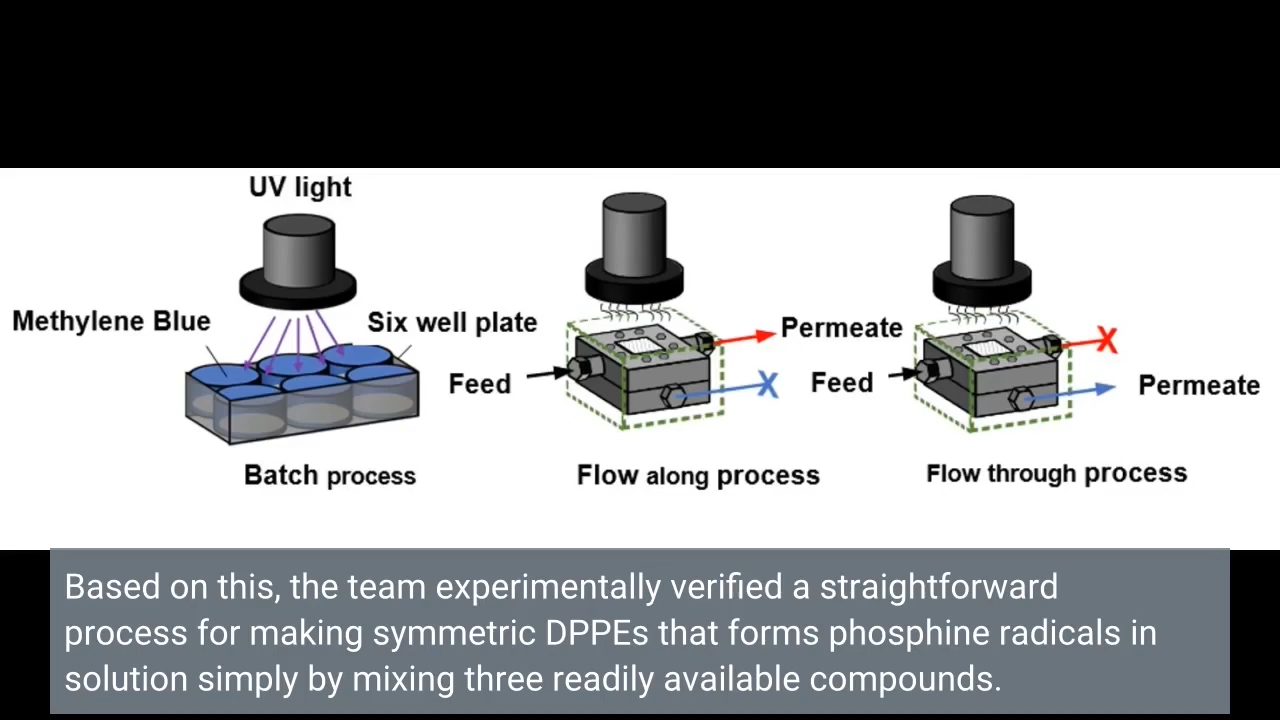 UV light
Methylene Blue
Six well plate
Batch process
Feed
Permeate
X
Flow along process
Feed
X
Permeate
Flow through process
Based on this, the team experimentally verified a straightforward
process for making symmetric DPPEs that forms phosphine radicals in
solution simply by mixing three readily available compounds.